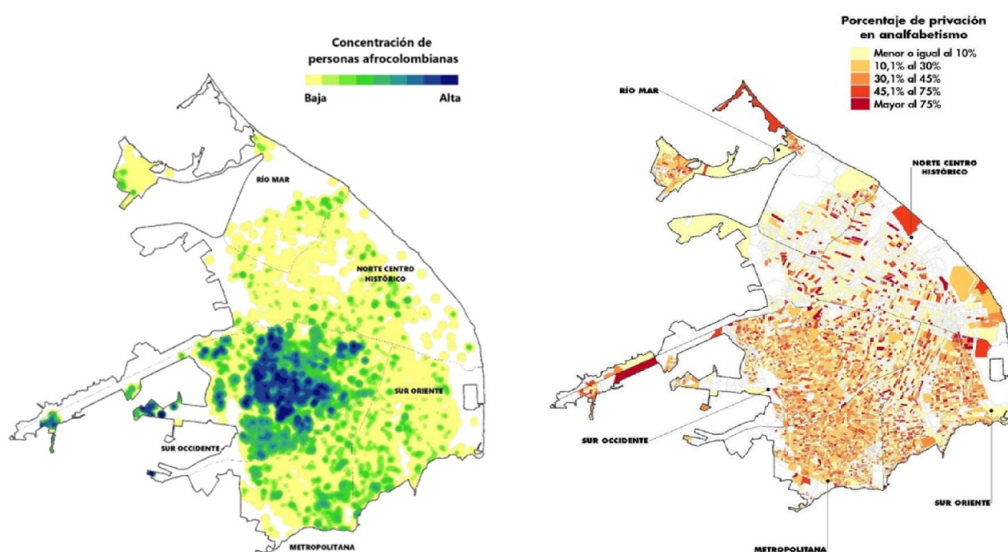 Concentración de
personas afrocolombianas
Baja
Alta
RÍO MAR
NORTE CENTRO
HISTÓRICO
SUR ORIENTE
SUR OCCIDENTE
METROPOLITANA
Porcentaje de privación
en analfabetismo
Menor o igual al 10%
10,1% al 30%
30,1% al 45%
45,1% al 75%
Mayor al 75%
RÍO MAR
NORTE CENTRO
HISTÓRICO
SUR OCCIDENTE
SUR ORIENTE
METROPOLITANA